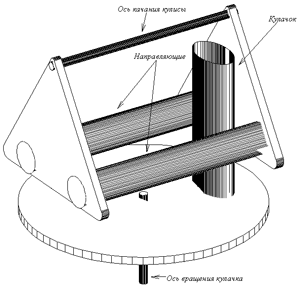 Ось качания кулисы
Кулачок
Направляющие
Ось вращения кулачка